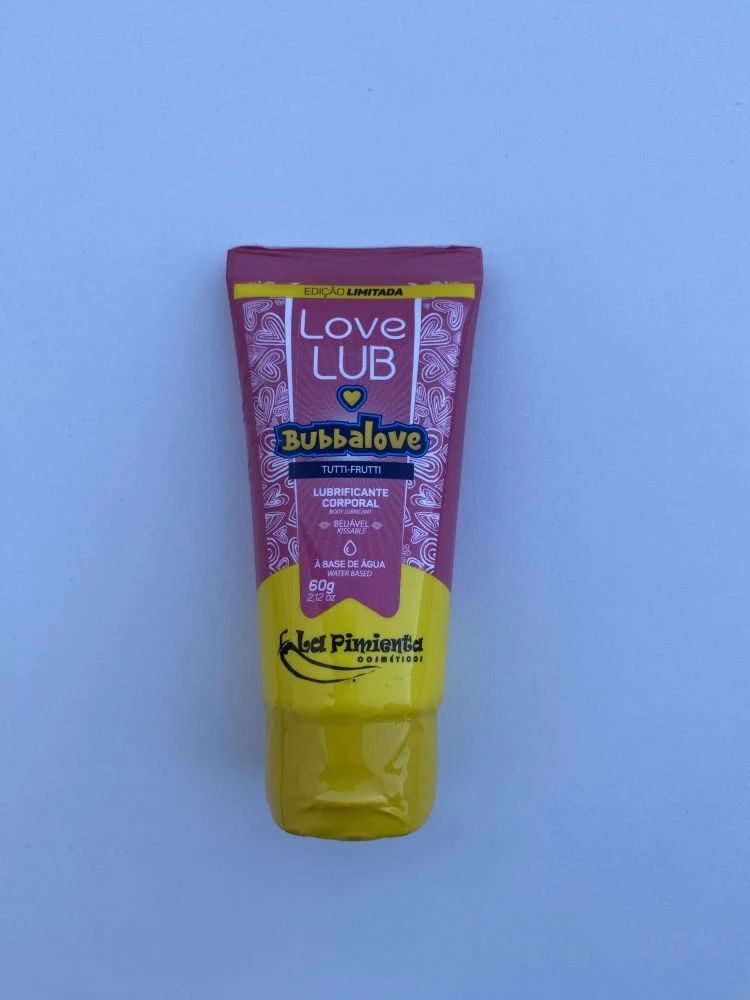 EDIÇÃO LIMITADA
Love
LUB
Bubbalove
TUTTI-FRUTTI
LUBRIFICANTE
CORPORAL
BODY LUBRICANT
BEIJÁVEL
KISSABLE
À BASE DE ÁGUA
WATER BASED
60g
2.12 oz
La Pimienta
COSMÉTICOS